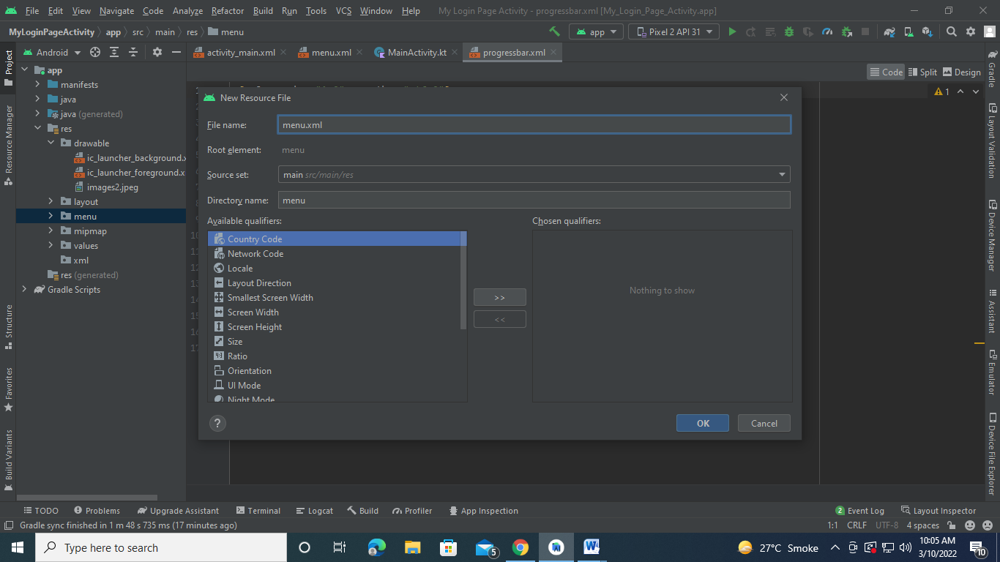 File Edit View Navigate Code Analyze Refactor Build Run Tools VCS Window Help My Login Page Activity - progressbar.xml [My_Login_Page_Activity.app]
MyLoginPageActivity app src main res menu app Pixel 2 API 31
Project Android activity_main.xml menu.xml MainActivity.kt progressbar.xml Gradle
app
Code Split Design
manifests
1
java
java (generated)
res
drawable
ic_launcher_background.x
ic_launcher_foreground.x
images2.jpeg
layout
menu
mipmap
values
xml
res (generated)
Gradle Scripts
Resource Manager
Structure
Favorites
Build Variants
1
10
11
12
13
14
15
16
17
New Resource File
File name: menu.xml
Root element: menu
Source set: main src/main/res
Directory name: menu
Available qualifiers:
Chosen qualifiers:
Country Code
Network Code
Locale
Layout Direction
Smallest Screen Width
Screen Width
Screen Height
Size
Ratio
Orientation
UI Mode
Night Mode
>>
<<
Nothing to show
? OK Cancel
Layout Validation
Device Manager
Assistant
Emulator
Device File Explorer
TODO Problems Upgrade Assistant Terminal Logcat Build Profiler App Inspection 2 Event Log Layout Inspector
Gradle sync finished in 1 m 48 s 735 ms (17 minutes ago) 1:1 CRLF UTF-8 4 spaces
Type here to search 5 27°C Smoke 10:05 AM
3/10/2022 10